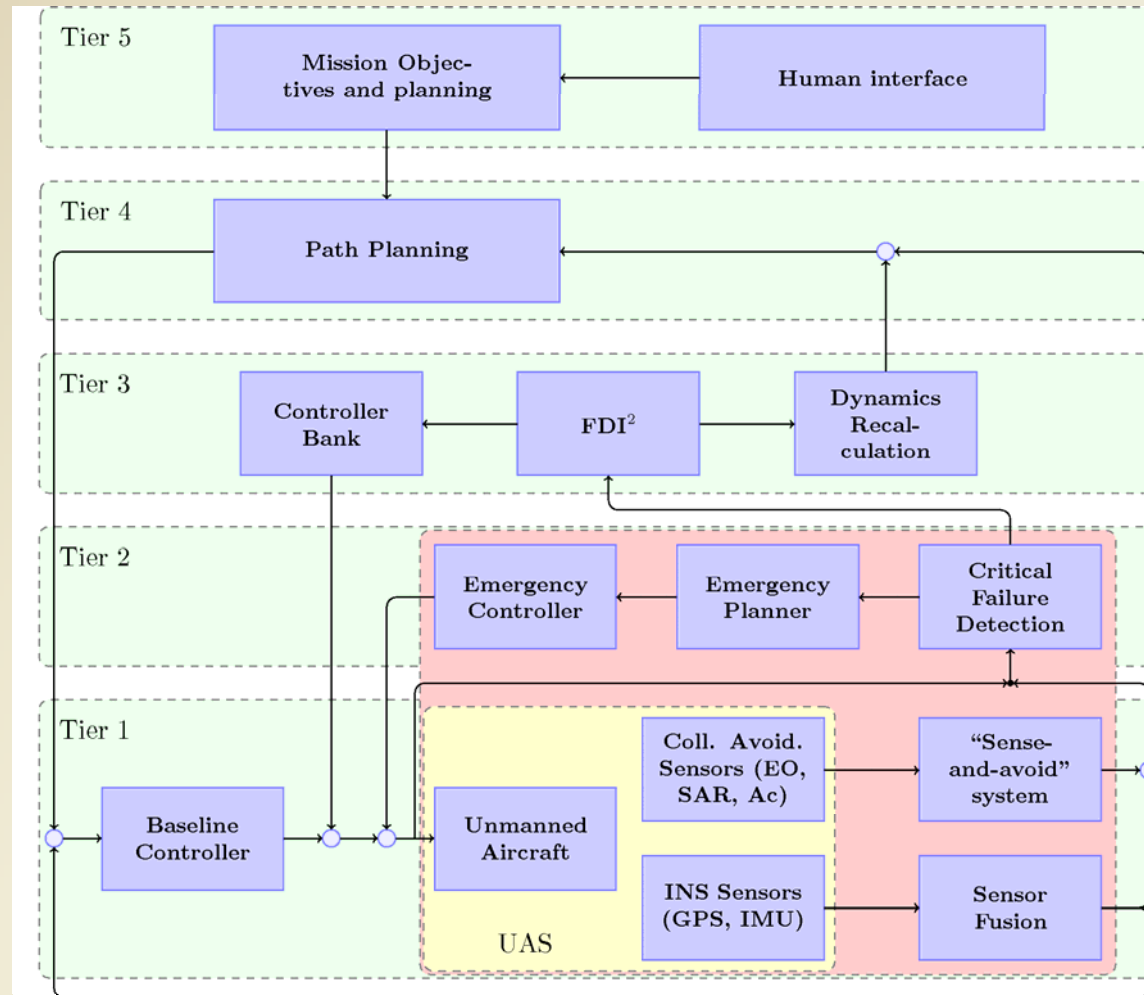 Tier 5
Mission Objec-
tives and planning
Human interface
Tier 4
Path Planning
Tier 3
Controller
Bank
FDI²
Dynamics
Recal-
culation
Tier 2
Emergency
Controller
Emergency
Planner
Critical
Failure
Detection
Tier 1
Baseline
Controller
Unmanned
Aircraft
Coll. Avoid.
Sensors (EO,
SAR, Ac)
“Sense-
and-avoid”
system
INS Sensors
(GPS, IMU)
Sensor
Fusion
UAS